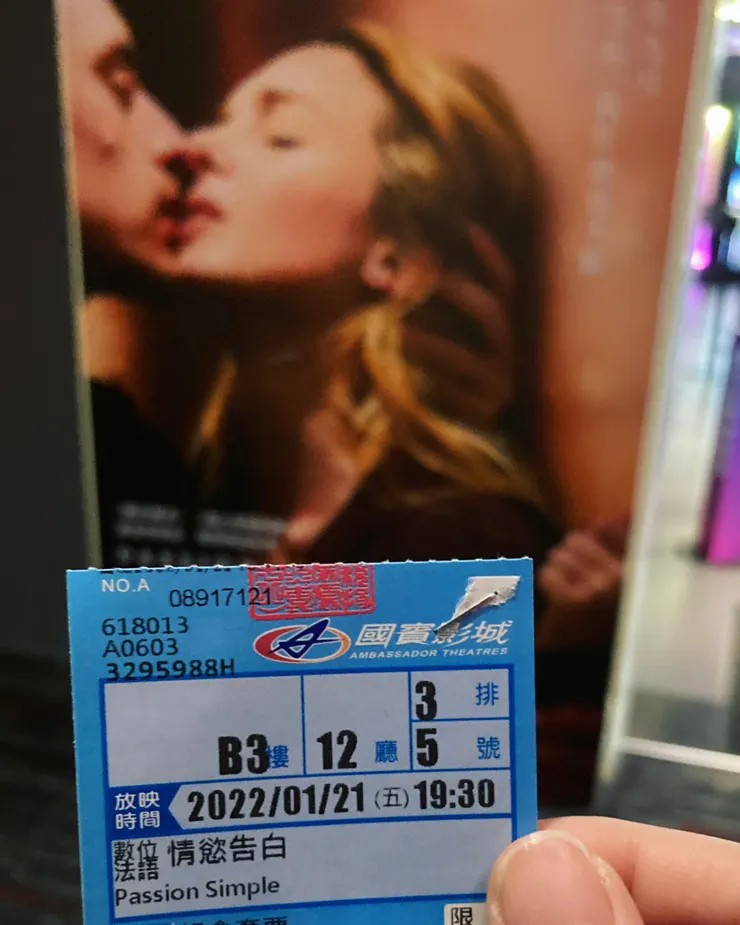 NO.A 08917121
618013
A0603
3295988H
國賓影城
AMBASSADOR THEATRES
3 排
B3樓 12 廳 5 號
放映時間 2022/01/21 (五) 19:30
數位 情慾告白
法語
Passion Simple
限